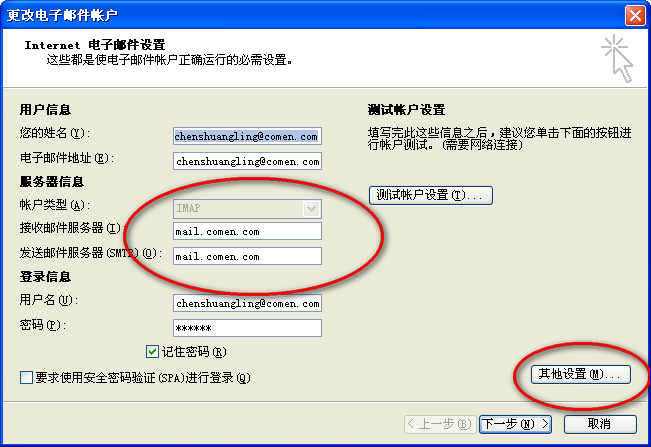 更改电子邮件帐户
Internet 电子邮件设置
这些都是使电子邮件帐户正确运行的必需设置。
用户信息
您的姓名(Y):
chenshuangling@comen.com
电子邮件地址(E):
chenshuangling@comen.com
服务器信息
帐户类型(A):
IMAP
接收邮件服务器(I):
mail.comen.com
发送邮件服务器(SMTP)(O):
mail.comen.com
登录信息
用户名(U):
chenshuangling@comen.com
密码(P):
******
记住密码(R)
要求使用安全密码验证(SPA)进行登录(Q)
测试帐户设置
填写完此这些信息之后，建议您单击下面的按钮进
行帐户测试。(需要网络连接)
测试帐户设置(T)...
其他设置(M)...
< 上一步(B)
下一步(N) >
取消